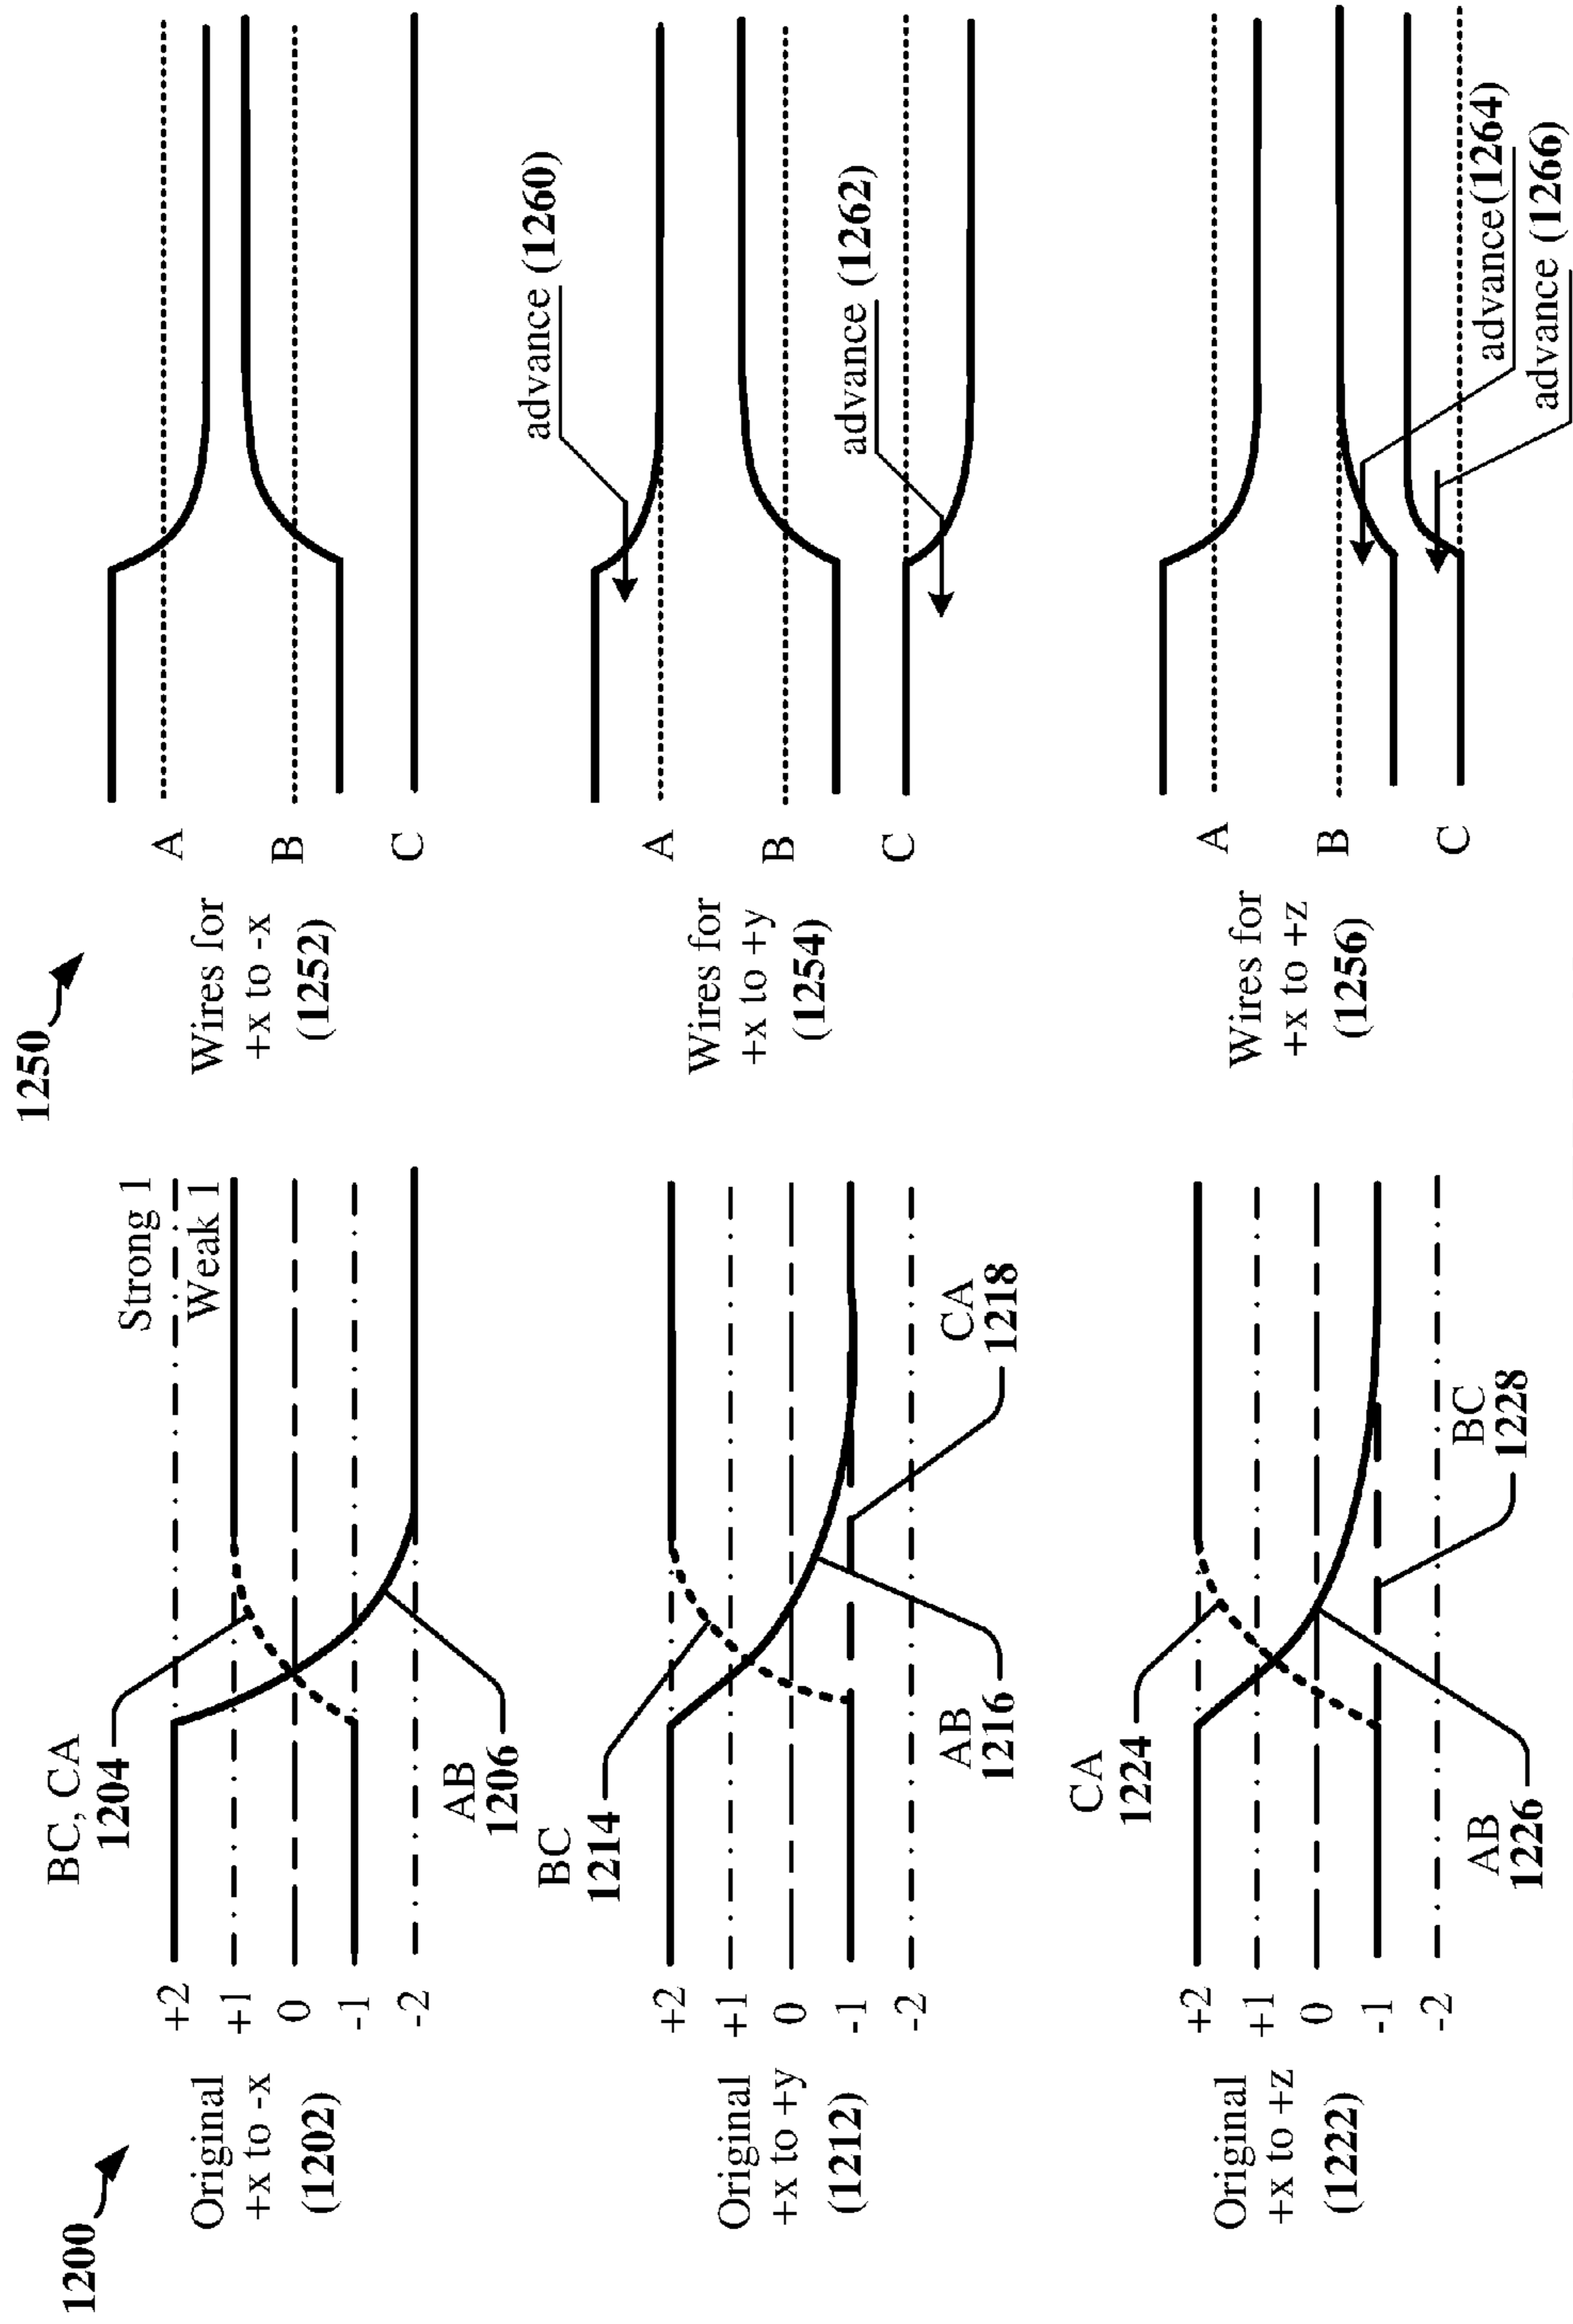 1200
Original
+x to -x
(1202)
+2
+1
0
-1
-2
BC, CA
1204
AB
1206
Strong 1
Weak 1
Original
+x to +y
(1212)
+2
+1
0
-1
-2
BC
1214
AB
1216
CA
1218
Original
+x to +z
(1222)
+2
+1
0
-1
-2
CA
1224
AB
1226
BC
1228
1250
Wires for
+x to -x
(1252)
A
B
C
Wires for
+x to +y
(1254)
A
B
C
advance (1260)
advance (1262)
Wires for
+x to +z
(1256)
A
B
C
advance(1264)
advance (1266)